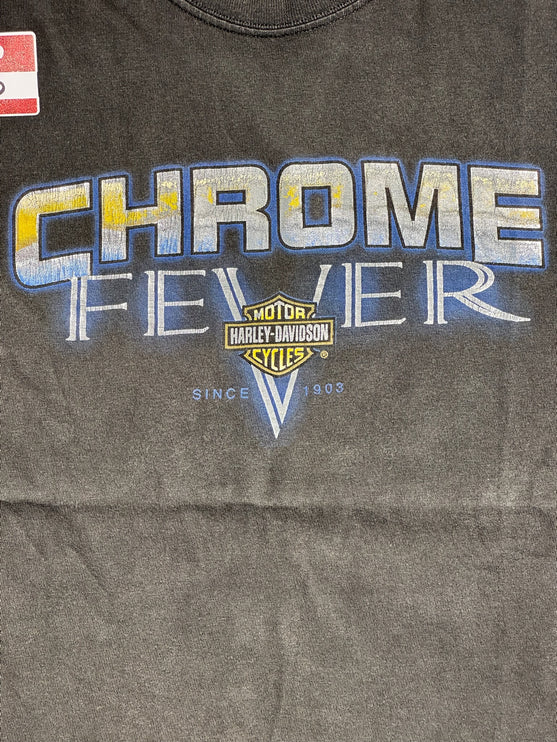 CHROME
FEVER
MOTOR
HARLEY-DAVIDSON
CYCLES ®
SINCE 1903